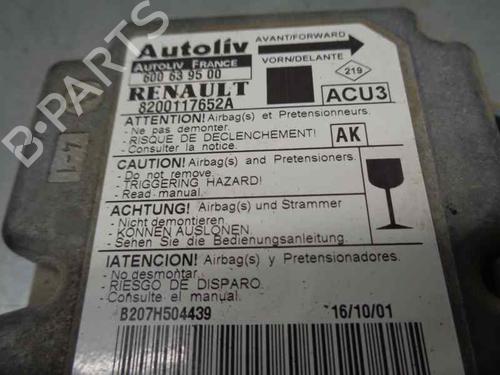 Autoliv
AVANT/FORWARD
AUTOLIV FRANCE
VORN/DELANTE
600 63 95 00
RENAULT
219
8200117652A
ACU3
ATTENTION! Airbag(s) et Pretensionneurs.
- Ne pas demonter.
- RISQUE DE DECLENCHEMENT!
- Consulter la notice.
AK
CAUTION! Airbag(s) and Pretensioners.
- Do not remove.
- TRIGGERING HAZARD!
- Read manual.
ACHTUNG! Airbag(s) und Strammer
- Nicht demontieren.
- KONNEN AUSLOSEN.
- Sehen Sie die Bedienungsanleitung.
IATENCION! Airbag(s) y Pretensionadores.
- No desmontar.
- RIESGO DE DISPARO.
- Consulte el manual.
B207H504439
16/10/01